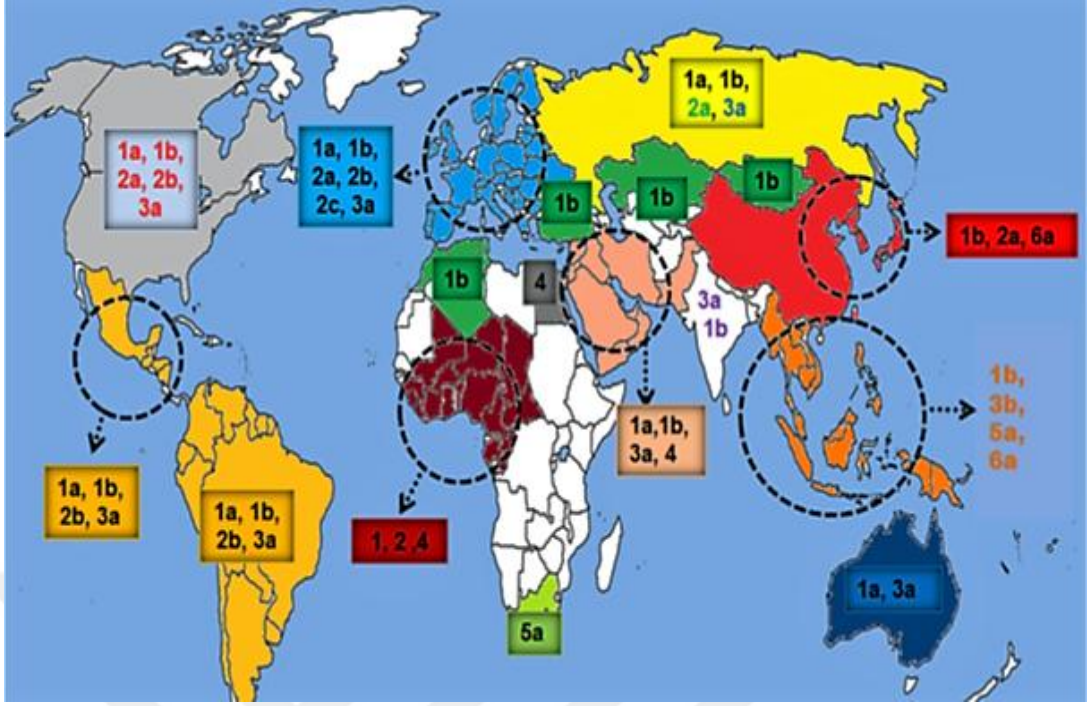 1a, 1b,
2a, 2b,
3a
1a, 1b,
2a, 2b,
2c, 3a
1a, 1b,
2a, 3a
1b
1b
1b
1b, 2a, 6a
1b
4
3a
1b
1b,
3b,
5a,
6a
1a,1b,
3a, 4
1a, 1b,
2b, 3a
1a, 1b,
2b, 3a
1, 2 ,4
1a, 3a
5a